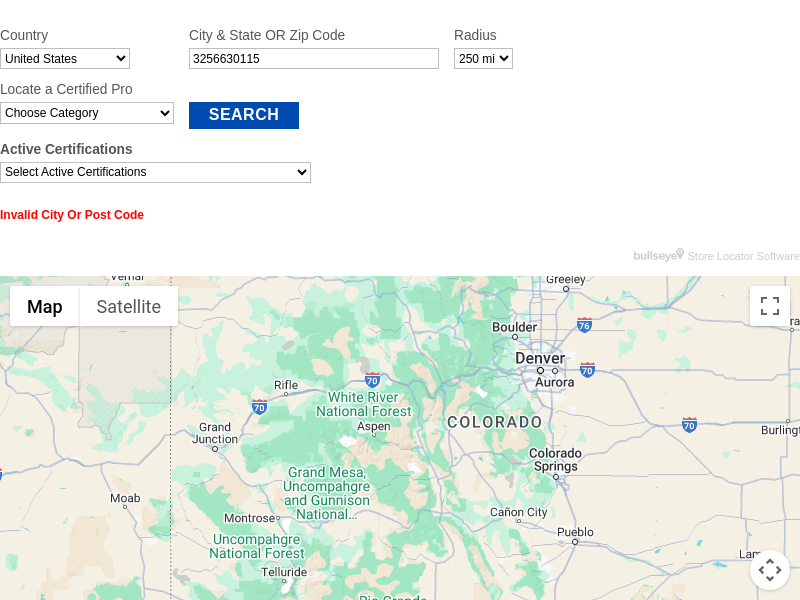 Country
City & State OR Zip Code
Radius
United States
3256630115
250 mi
Locate a Certified Pro
Choose Category
SEARCH
Active Certifications
Select Active Certifications
Invalid City Or Post Code
bullseye Store Locator Software
Vernal
Greeley
Map
Satellite
Boulder
76
Denver
70
Aurora
70
Rifle
White River
National Forest
70
Aspen
COLORADO
70
Grand
Junction
Colorado
Springs
Grand Mesa,
Uncompahgre
and Gunnison
National...
Moab
Montrose
Cañon City
Pueblo
Uncompahgre
National Forest
Telluride
Rio Grande